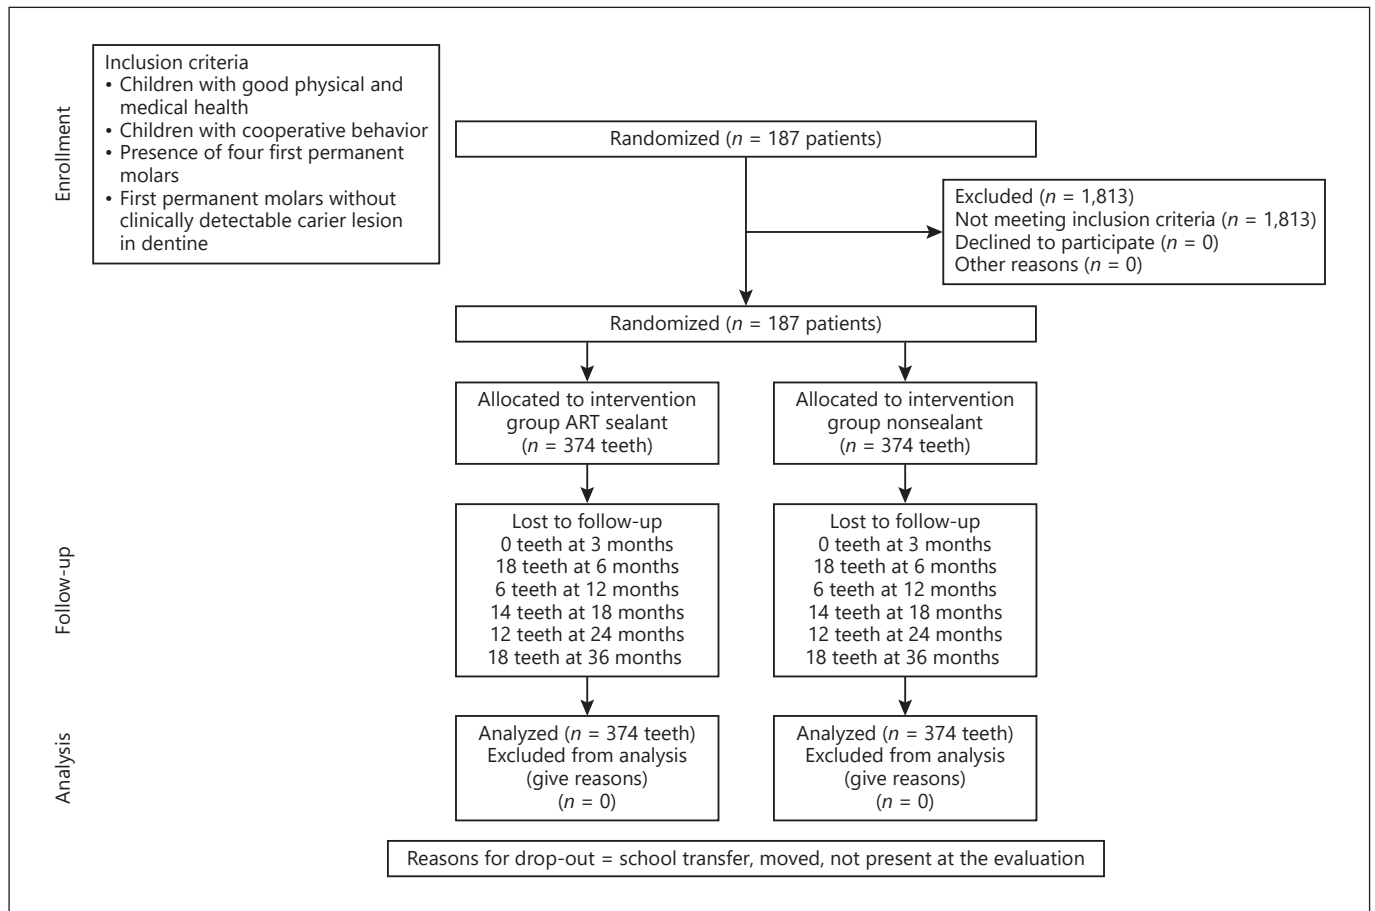 Enrollment
Inclusion criteria
• Children with good physical and
medical health
• Children with cooperative behavior
• Presence of four first permanent
molars
• First permanent molars without
clinically detectable carier lesion
in dentine
Randomized (n = 187 patients)
Excluded (n = 1,813)
Not meeting inclusion criteria (n = 1,813)
Declined to participate (n = 0)
Other reasons (n = 0)
Randomized (n = 187 patients)
Allocated to intervention
group ART sealant
(n = 374 teeth)
Allocated to intervention
group nonsealant
(n = 374 teeth)
Follow-up
Lost to follow-up
0 teeth at 3 months
18 teeth at 6 months
6 teeth at 12 months
14 teeth at 18 months
12 teeth at 24 months
18 teeth at 36 months
Lost to follow-up
0 teeth at 3 months
18 teeth at 6 months
6 teeth at 12 months
14 teeth at 18 months
12 teeth at 24 months
18 teeth at 36 months
Analysis
Analyzed (n = 374 teeth)
Excluded from analysis
(give reasons)
(n = 0)
Analyzed (n = 374 teeth)
Excluded from analysis
(give reasons)
(n = 0)
Reasons for drop-out = school transfer, moved, not present at the evaluation